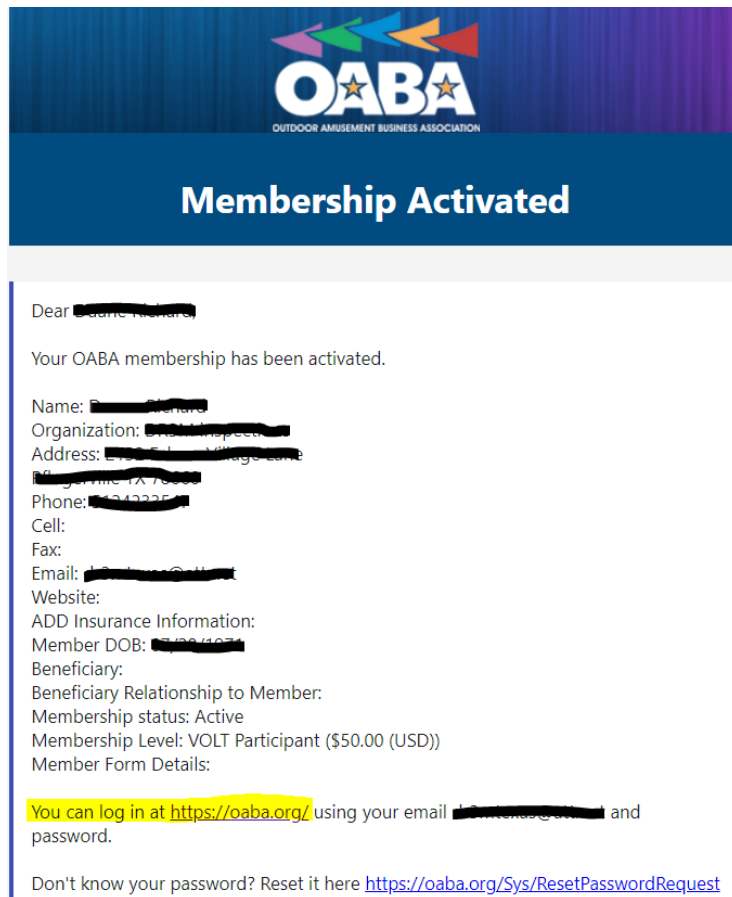 OABA
OUTDOOR AMUSEMENT BUSINESS ASSOCIATION
Membership Activated
Dear
Your OABA membership has been activated.
Name:
Organization:
Address:
Phone:
Cell:
Fax:
Email:
Website:
ADD Insurance Information:
Member DOB:
Beneficiary:
Beneficiary Relationship to Member:
Membership status: Active
Membership Level: VOLT Participant ($50.00 (USD))
Member Form Details:
You can log in at https://oaba.org/ using your email and
password.
Don't know your password? Reset it here https://oaba.org/Sys/ResetPasswordRequest